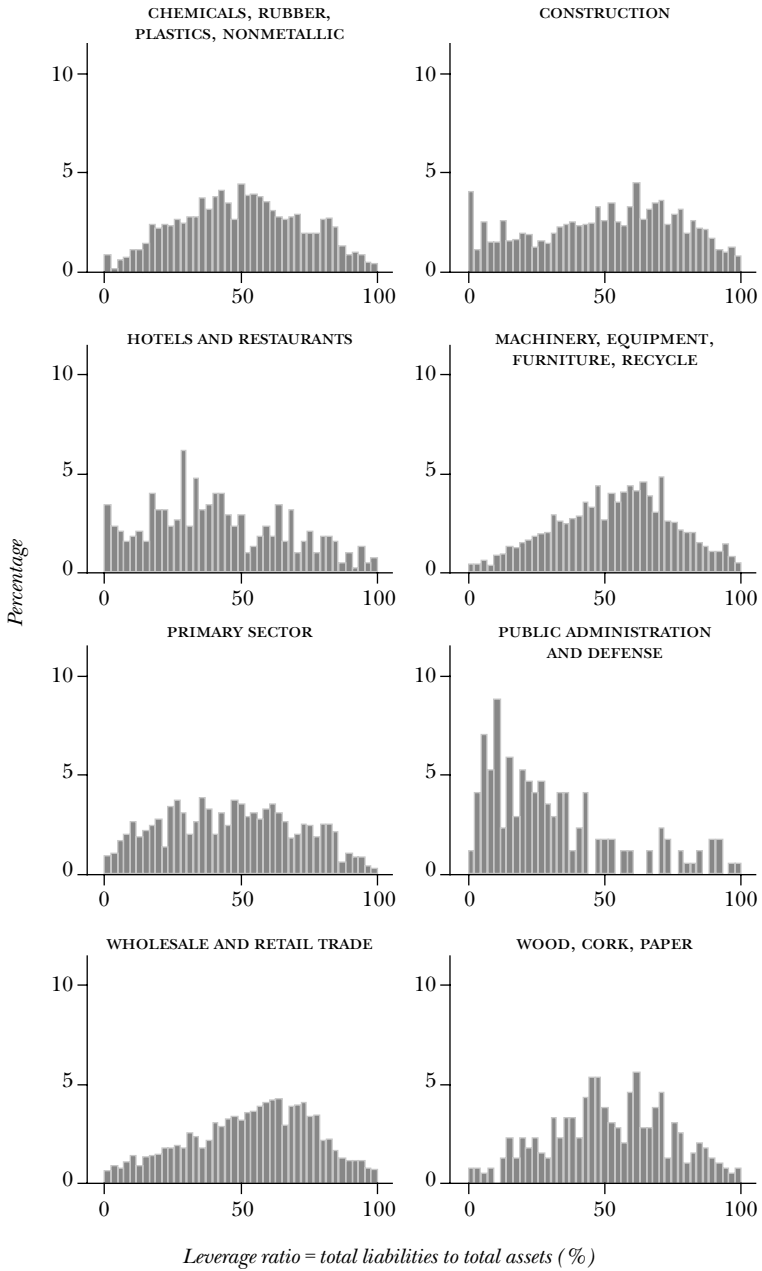 CHEMICALS, RUBBER,
PLASTICS, NONMETALLIC
10
5
0
0 50 100
CONSTRUCTION
10
5
0
0 50 100
HOTELS AND RESTAURANTS
10
5
0
0 50 100
MACHINERY, EQUIPMENT,
FURNITURE, RECYCLE
10
5
0
0 50 100
Percentage
PRIMARY SECTOR
10
5
0
0 50 100
PUBLIC ADMINISTRATION
AND DEFENSE
10
5
0
0 50 100
WHOLESALE AND RETAIL TRADE
10
5
0
0 50 100
WOOD, CORK, PAPER
10
5
0
0 50 100
Leverage ratio = total liabilities to total assets (%)